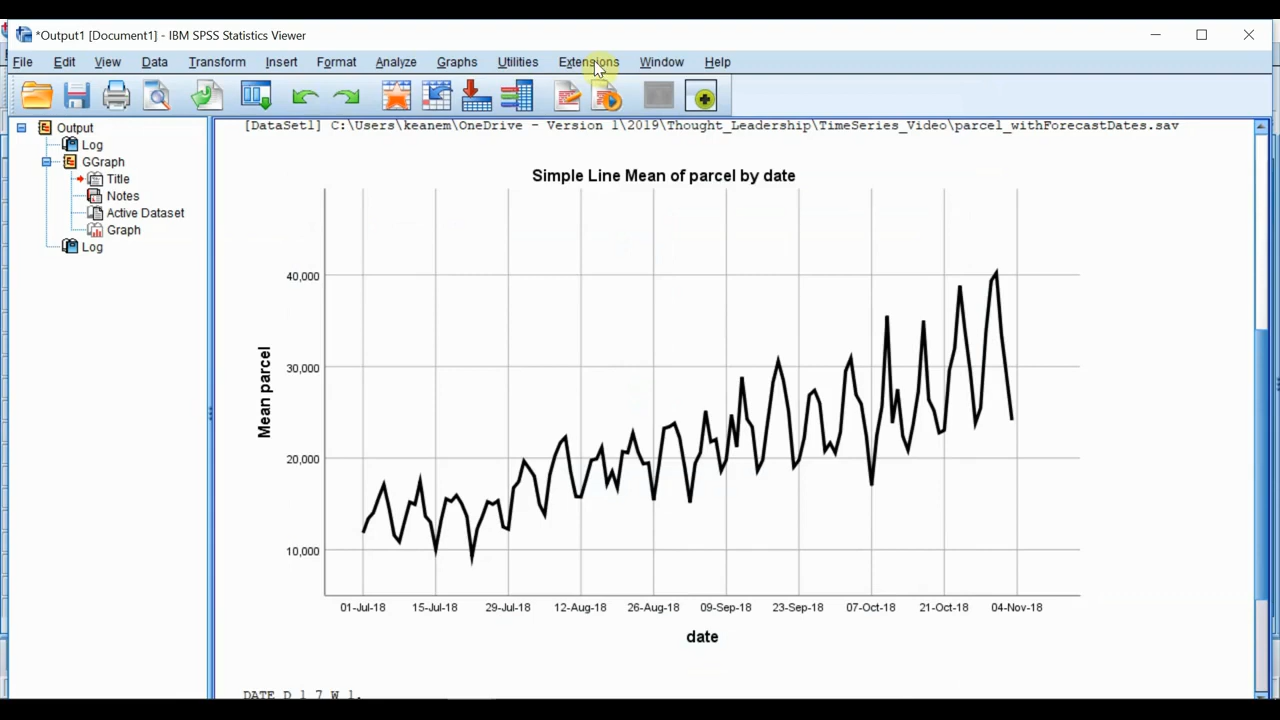 *Output1 [Document1] - IBM SPSS Statistics Viewer
File Edit View Data Transform Insert Format Analyze Graphs Utilities Extensions Window Help
Output
Log
GGraph
Title
Notes
Active Dataset
Graph
Log
[DataSet1] C:\Users\keanem\OneDrive - Version 1\2019\Thought_Leadership\TimeSeries_Video\parcel_withForecastDates.sav
Simple Line Mean of parcel by date
Mean parcel
40,000
30,000
20,000
10,000
01-Jul-18 15-Jul-18 29-Jul-18 12-Aug-18 26-Aug-18 09-Sep-18 23-Sep-18 07-Oct-18 21-Oct-18 04-Nov-18
date
DATE D 1 7 W 1.